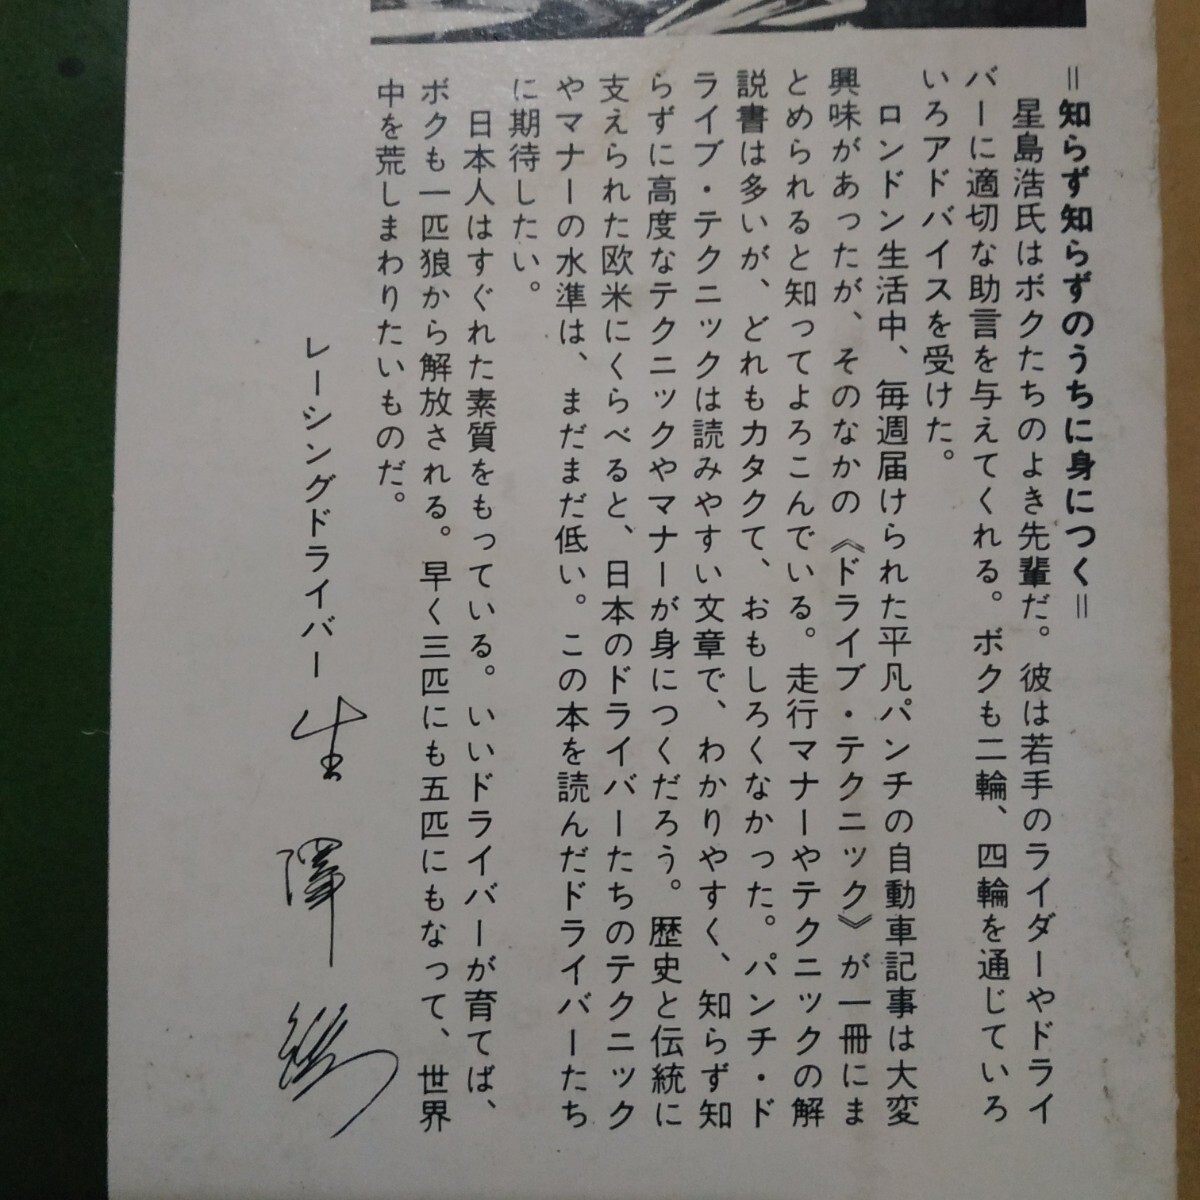 ＝知らず知らずのうちに身につく＝
星島浩氏はボクたちのよき先輩だ。彼は若手のライダーやドライ
バーに適切な助言を与えてくれる。ボクも二輪、四輪を通じていろ
いろアドバイスを受けた。
ロンドン生活中、毎週届けられた平凡パンチの自動車記事は大変
興味があったが、そのなかの《ドライブ・テクニック》が一冊にま
とめられると知ってよろこんでいる。走行マナーやテクニックの解
説書は多いが、どれもカタクて、おもしろくなかった。パンチ・ド
ライブ・テクニックは読みやすい文章で、わかりやすく、知らず知
らずに高度なテクニックやマナーが身につくだろう。歴史と伝統に
支えられた欧米にくらべると、日本のドライバーたちのテクニック
やマナーの水準は、まだまだ低い。この本を読んだドライバーたち
に期待したい。
日本人はすぐれた素質をもっている。いいドライバーが育てば、
ボクも一匹狼から解放される。早く三匹にも五匹にもなって、世界
中を荒しまわりたいものだ。
レーシングドライバー 生澤徹